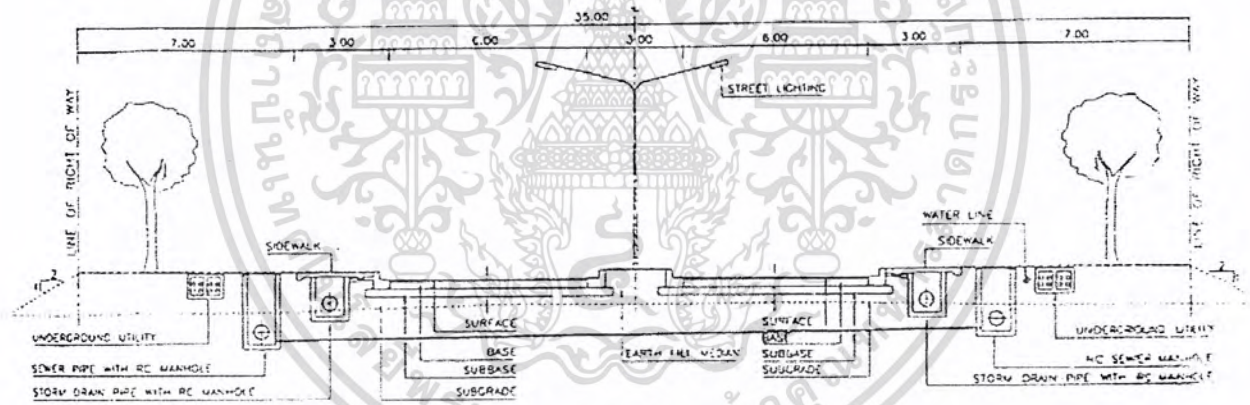 35.00
7.00 3.00 6.00 3.00 6.00 3.00 7.00
STREET LIGHTING
LINE OF RIGHT OF WAY
LINE OF RIGHT OF WAY
WATER LINE
SIDEWALK
SIDEWALK
2
2
SURFACE
SURFACE
UNDERGROUND UTILITY
UNDERGROUND UTILITY
BASE
BASE
EARTH FILL MEDIAN
SUBBASE
SUBBASE
SEWER PIPE WITH RC MANHOLE
RC SEWER MANHOLE
SUBGRADE
SUBGRADE
STORM DRAIN PIPE WITH RC MANHOLE
STORM DRAIN PIPE WITH RC MANHOLE